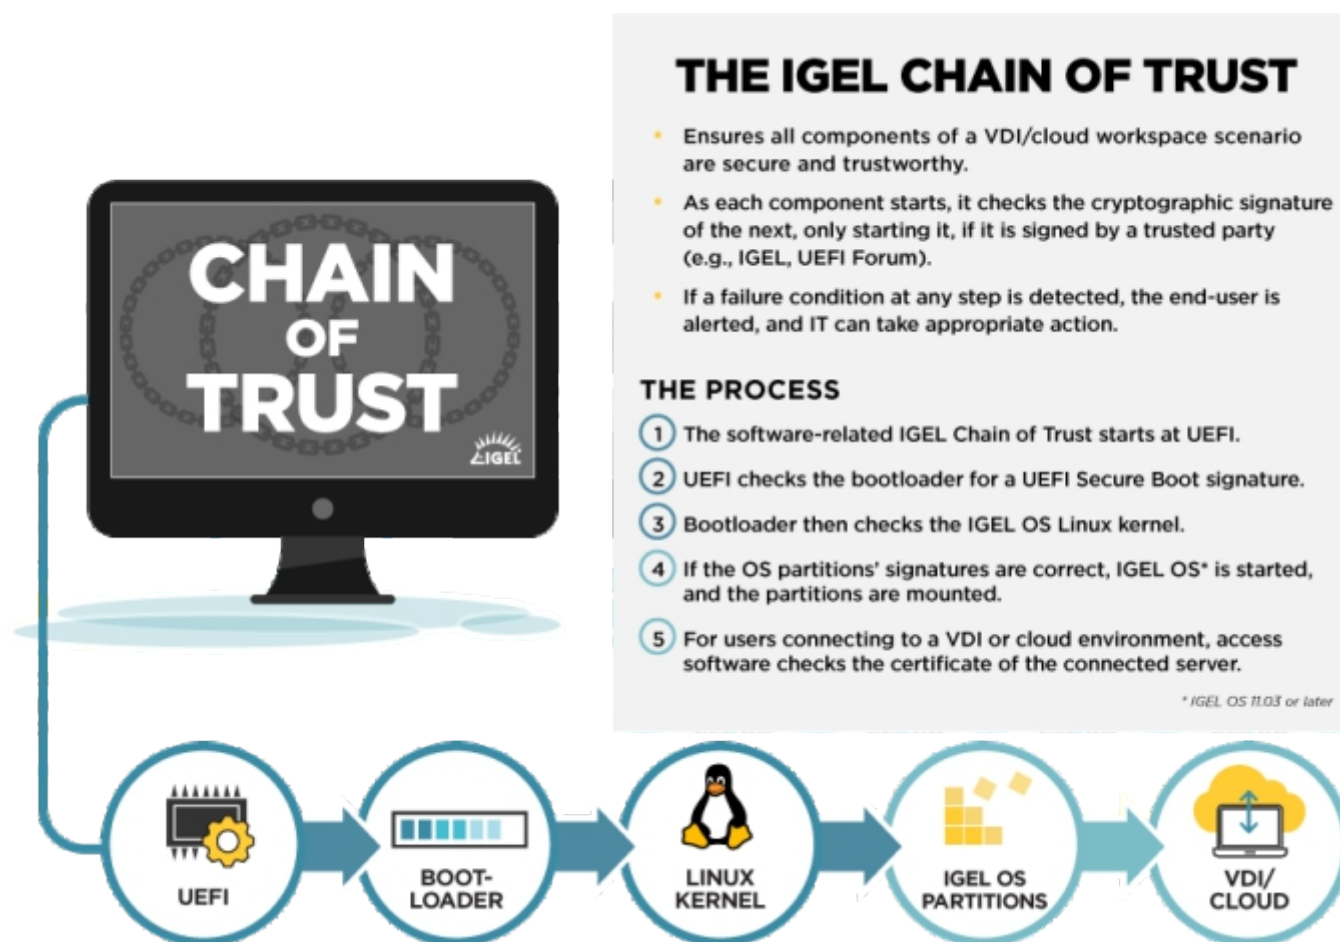 CHAIN
OF
TRUST
IGEL
THE IGEL CHAIN OF TRUST
• Ensures all components of a VDI/cloud workspace scenario
are secure and trustworthy.
• As each component starts, it checks the cryptographic signature
of the next, only starting it, if it is signed by a trusted party
(e.g., IGEL, UEFI Forum).
• If a failure condition at any step is detected, the end-user is
alerted, and IT can take appropriate action.
THE PROCESS
1 The software-related IGEL Chain of Trust starts at UEFI.
2 UEFI checks the bootloader for a UEFI Secure Boot signature.
3 Bootloader then checks the IGEL OS Linux kernel.
4 If the OS partitions' signatures are correct, IGEL OS* is started,
and the partitions are mounted.
5 For users connecting to a VDI or cloud environment, access
software checks the certificate of the connected server.
* IGEL OS 11.03 or later
UEFI
BOOT-
LOADER
LINUX
KERNEL
IGEL OS
PARTITIONS
VDI/
CLOUD